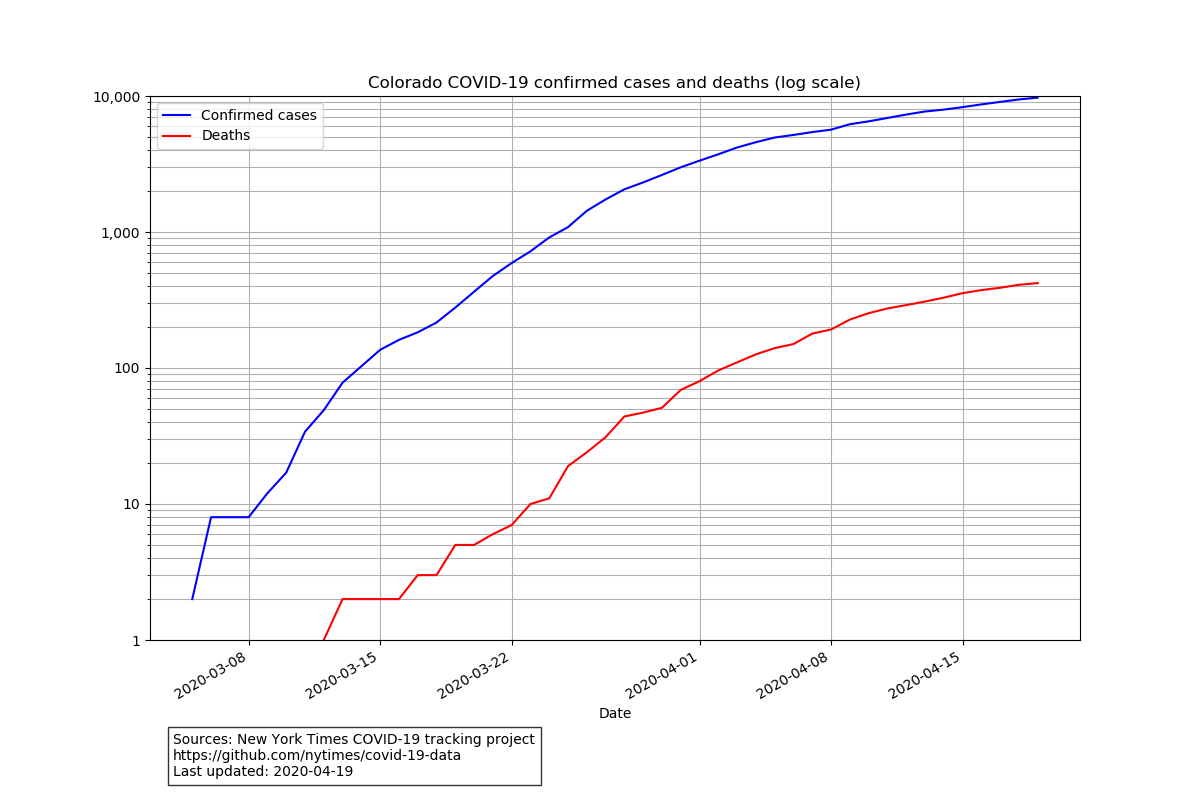 Colorado COVID-19 confirmed cases and deaths (log scale)
10,000
1,000
100
10
1
Confirmed cases
Deaths
2020-03-08
2020-03-15
2020-03-22
2020-04-01
2020-04-08
2020-04-15
Date
Sources: New York Times COVID-19 tracking project
https://github.com/nytimes/covid-19-data
Last updated: 2020-04-19